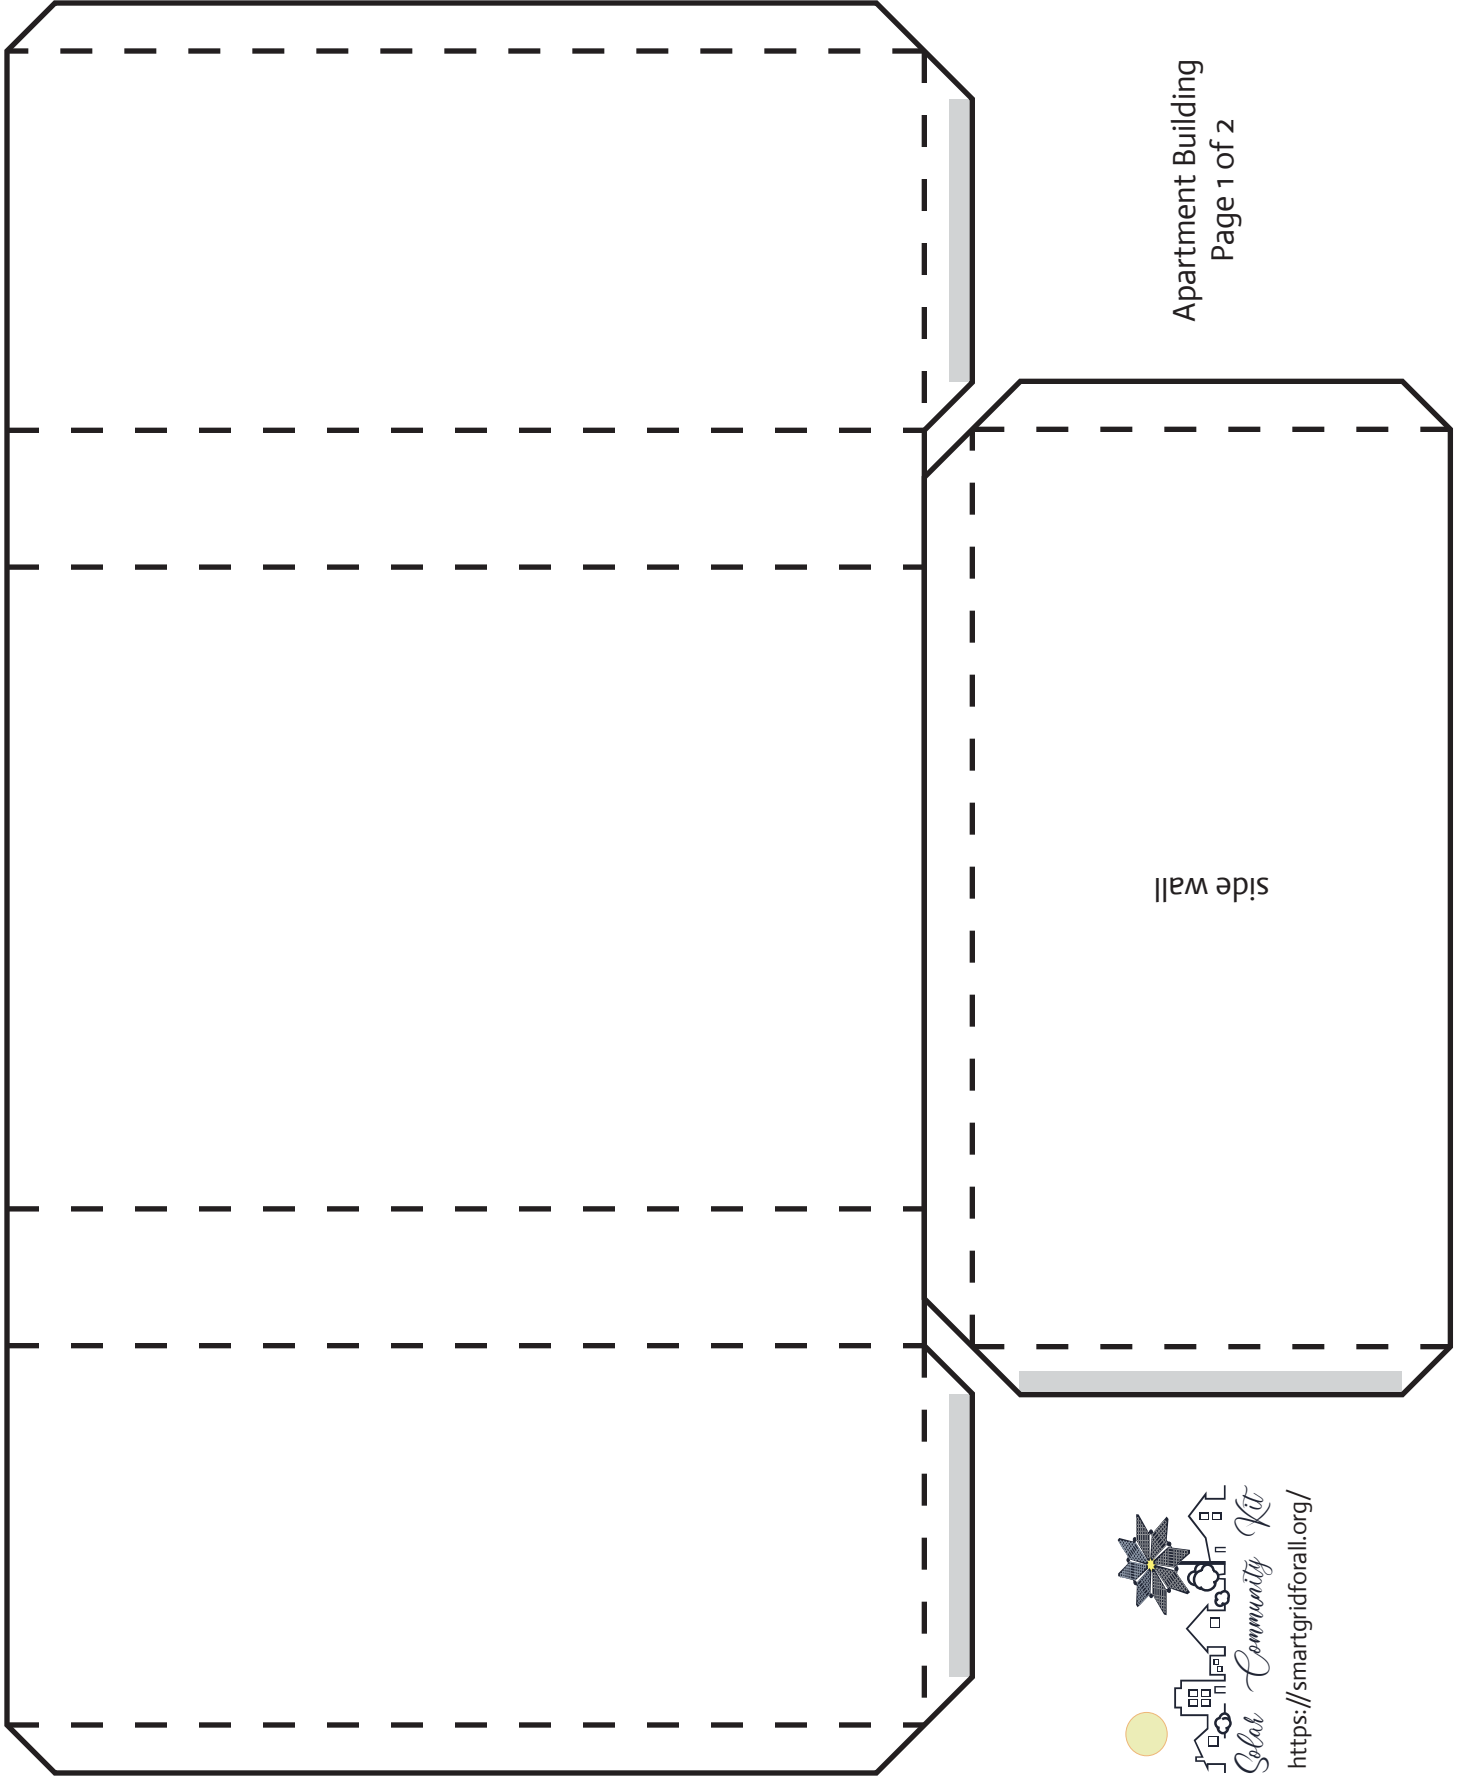 Apartment Building
Page 1 of 2
side wall
Solar Community Kit
https://smartgridforall.org/